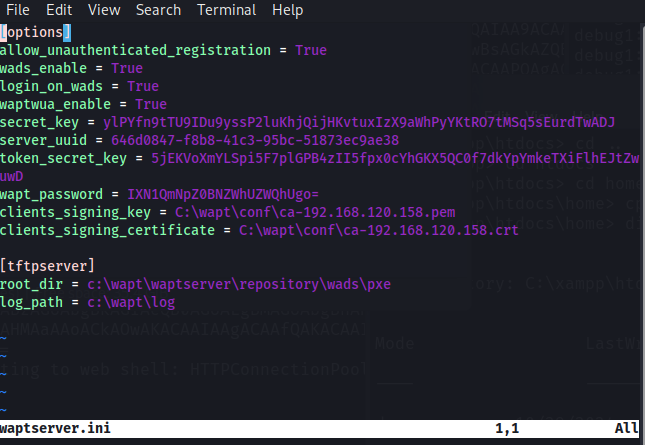 File Edit View Search Terminal Help
[options]
allow_unauthenticated_registration = True
wads_enable = True
login_on_wads = True
waptwua_enable = True
secret_key = ylPYfn9tTU9IDu9yssP2luKhjQijHKvtuxIzX9aWhPyYKtRO7tMSq5sEurdTwADJ
server_uuid = 646d0847-f8b8-41c3-95bc-51873ec9ae38
token_secret_key = 5jEKVoXmYLSpi5F7plGPB4zII5fpx0cYhGKX5QC0f7dkYpYmkeTXiFlhEJtZw
uwD
wapt_password = IXN1QmNpZ0BNZWhUZWQhUgo=
clients_signing_key = C:\wapt\conf\ca-192.168.120.158.pem
clients_signing_certificate = C:\wapt\conf\ca-192.168.120.158.crt
[tftpserver]
root_dir = c:\wapt\waptserver\repository\wads\pxe
log_path = c:\wapt\log
~
~
~
~
~
waptserver.ini 1,1 All